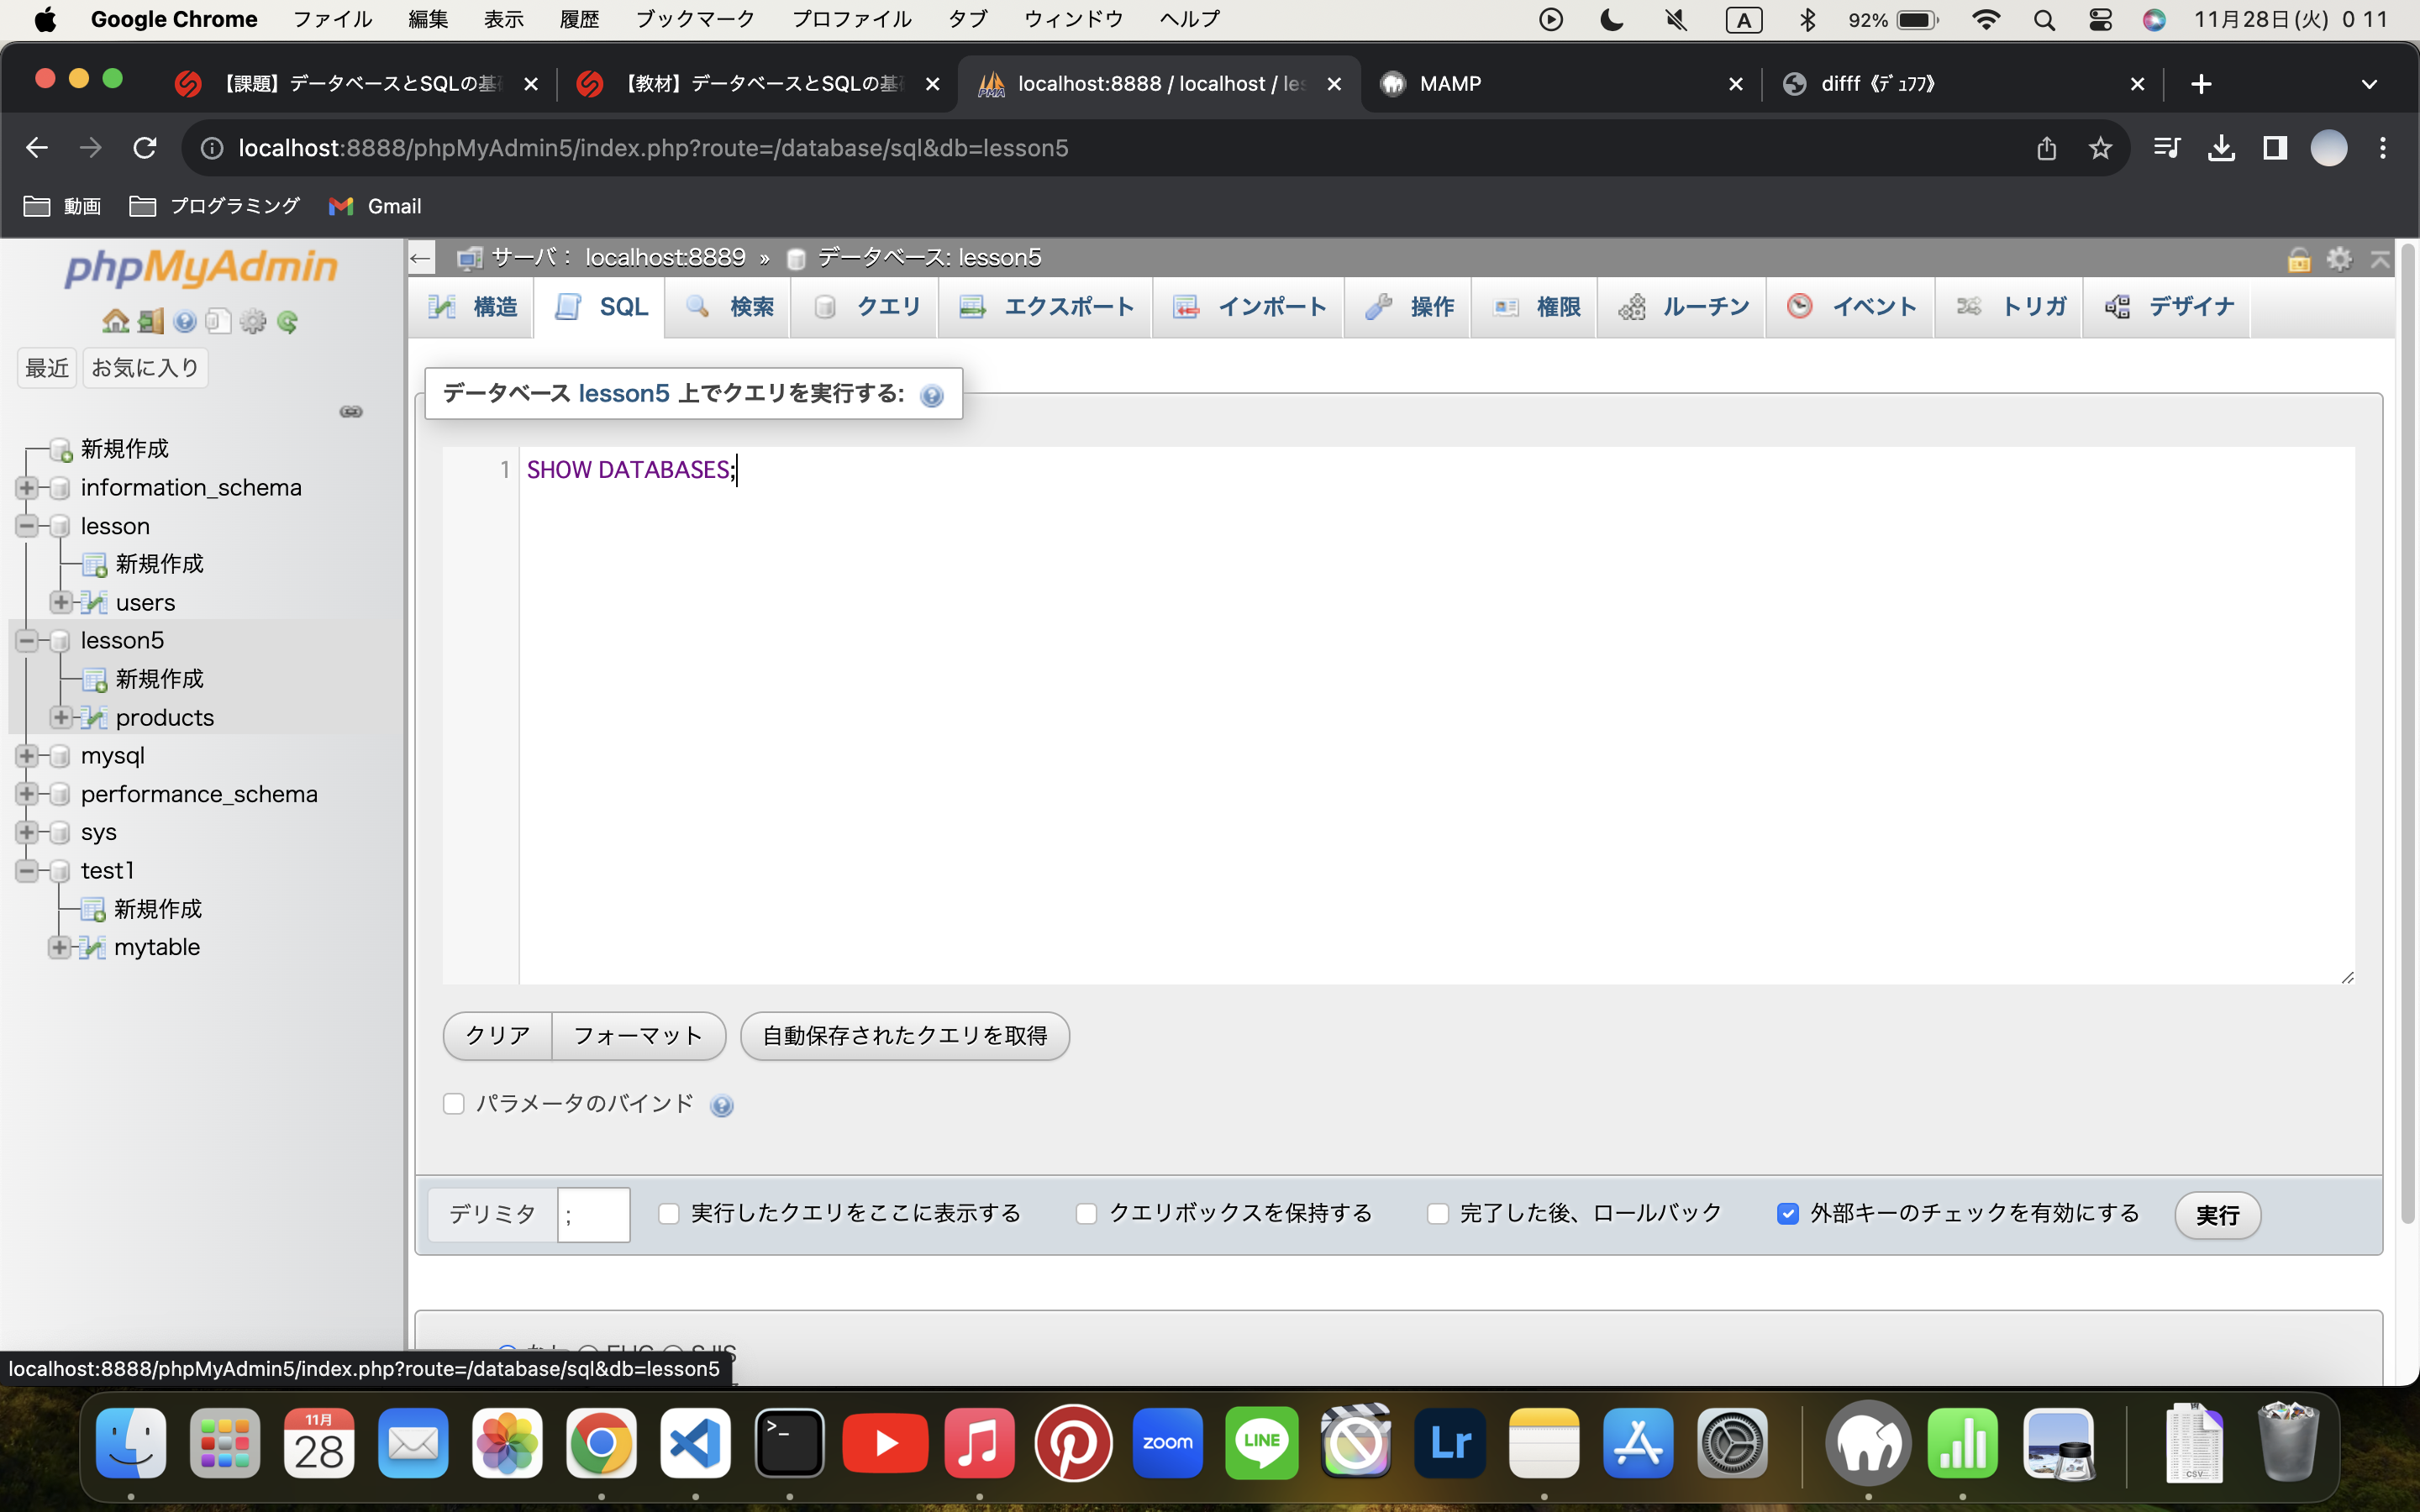 Google Chrome ファイル 編集 表示 履歴 ブックマーク プロファイル タブ ウィンドウ ヘルプ A 92% 11月28日(火) 0 11
【課題】データベースとSQLの基 【教材】データベースとSQLの基 localhost:8888 / localhost / les MAMP difff《ﾃﾞｭﾌﾌ》
localhost:8888/phpMyAdmin5/index.php?route=/database/sql&db=lesson5
動画 プログラミング Gmail
phpMyAdmin
最近 お気に入り
新規作成
information_schema
lesson
新規作成
users
lesson5
新規作成
products
mysql
performance_schema
sys
test1
新規作成
mytable
サーバ： localhost:8889 » データベース: lesson5
構造 SQL 検索 クエリ エクスポート インポート 操作 権限 ルーチン イベント トリガ デザイナ
データベース lesson5 上でクエリを実行する:
1 SHOW DATABASES;
クリア フォーマット 自動保存されたクエリを取得
パラメータのバインド
デリミタ ; 実行したクエリをここに表示する クエリボックスを保持する 完了した後、ロールバック 外部キーのチェックを有効にする 実行
localhost:8888/phpMyAdmin5/index.php?route=/database/sql&db=lesson5
11月
28
zoom
LINE
Lr
CSV